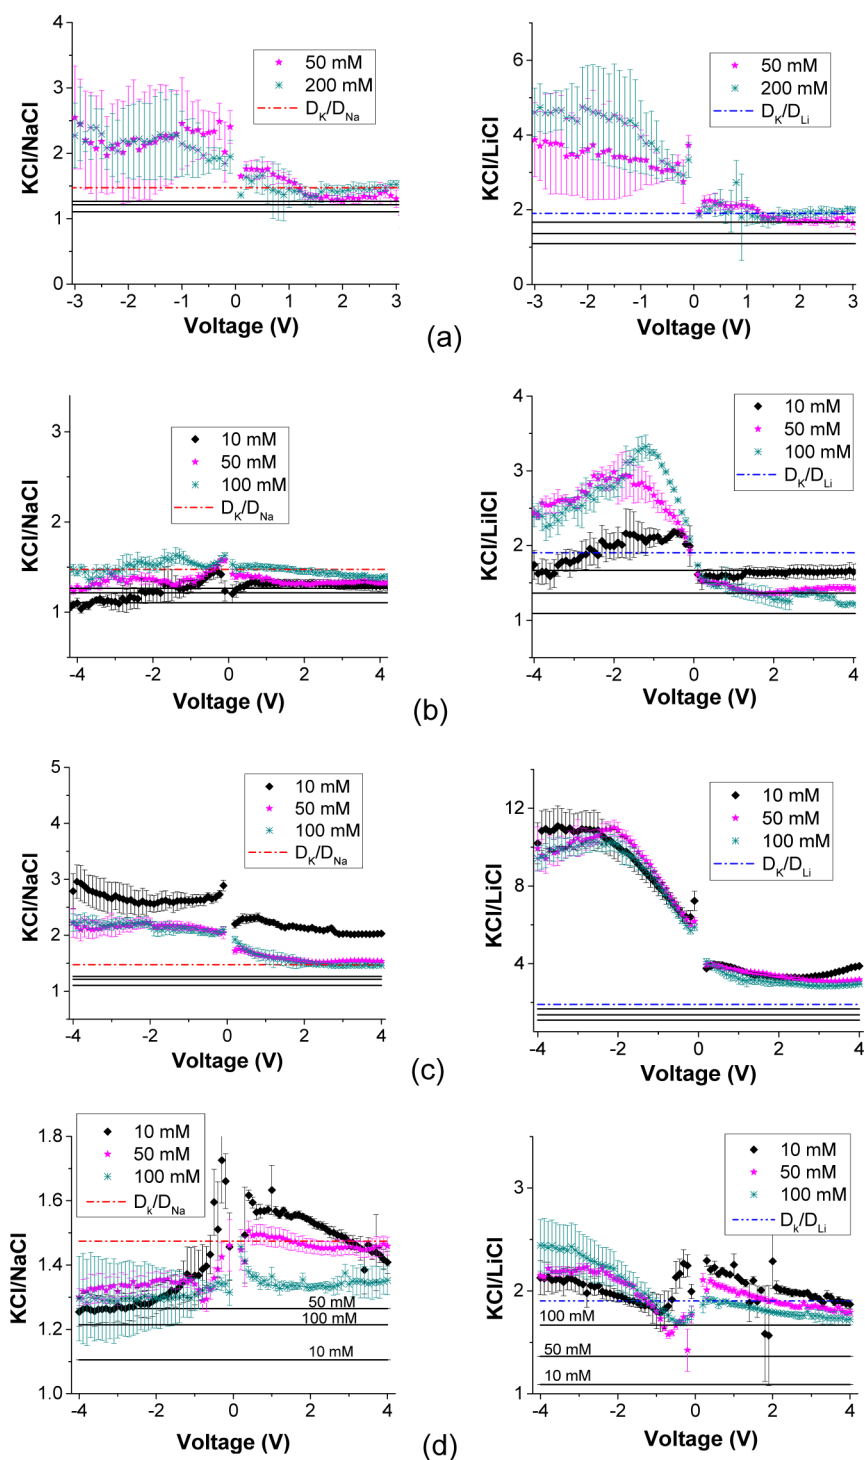 KCl/NaCl
4
3
2
1
0
50 mM
200 mM
D_K/D_Na
-3 -2 -1 0 1 2 3
Voltage (V)
KCl/LiCl
6
4
2
0
50 mM
200 mM
D_K/D_Li
-3 -2 -1 0 1 2 3
Voltage (V)
(a)
KCl/NaCl
3
2
1
10 mM
50 mM
100 mM
D_K/D_Na
-4 -2 0 2 4
Voltage (V)
KCl/LilCl
4
3
2
1
10 mM
50 mM
100 mM
D_K/D_Li
-4 -2 0 2 4
Voltage (V)
(b)
KCl/NaCl
5
4
3
2
1
10 mM
50 mM
100 mM
D_K/D_Na
-4 -2 0 2 4
Voltage (V)
KCl/LiCl
12
8
4
10 mM
50 mM
100 mM
D_K/D_Li
-4 -2 0 2 4
Voltage (V)
(c)
KCl/NaCl
1.8
1.6
1.4
1.2
1.0
10 mM
50 mM
100 mM
D_k/D_Na
50 mM
100 mM
10 mM
-4 -2 0 2 4
Voltage (V)
KCl/LiCl
3
2
1
10 mM
50 mM
100 mM
D_k/D_Li
100 mM
50 mM
10 mM
-4 -2 0 2 4
Voltage (V)
(d)